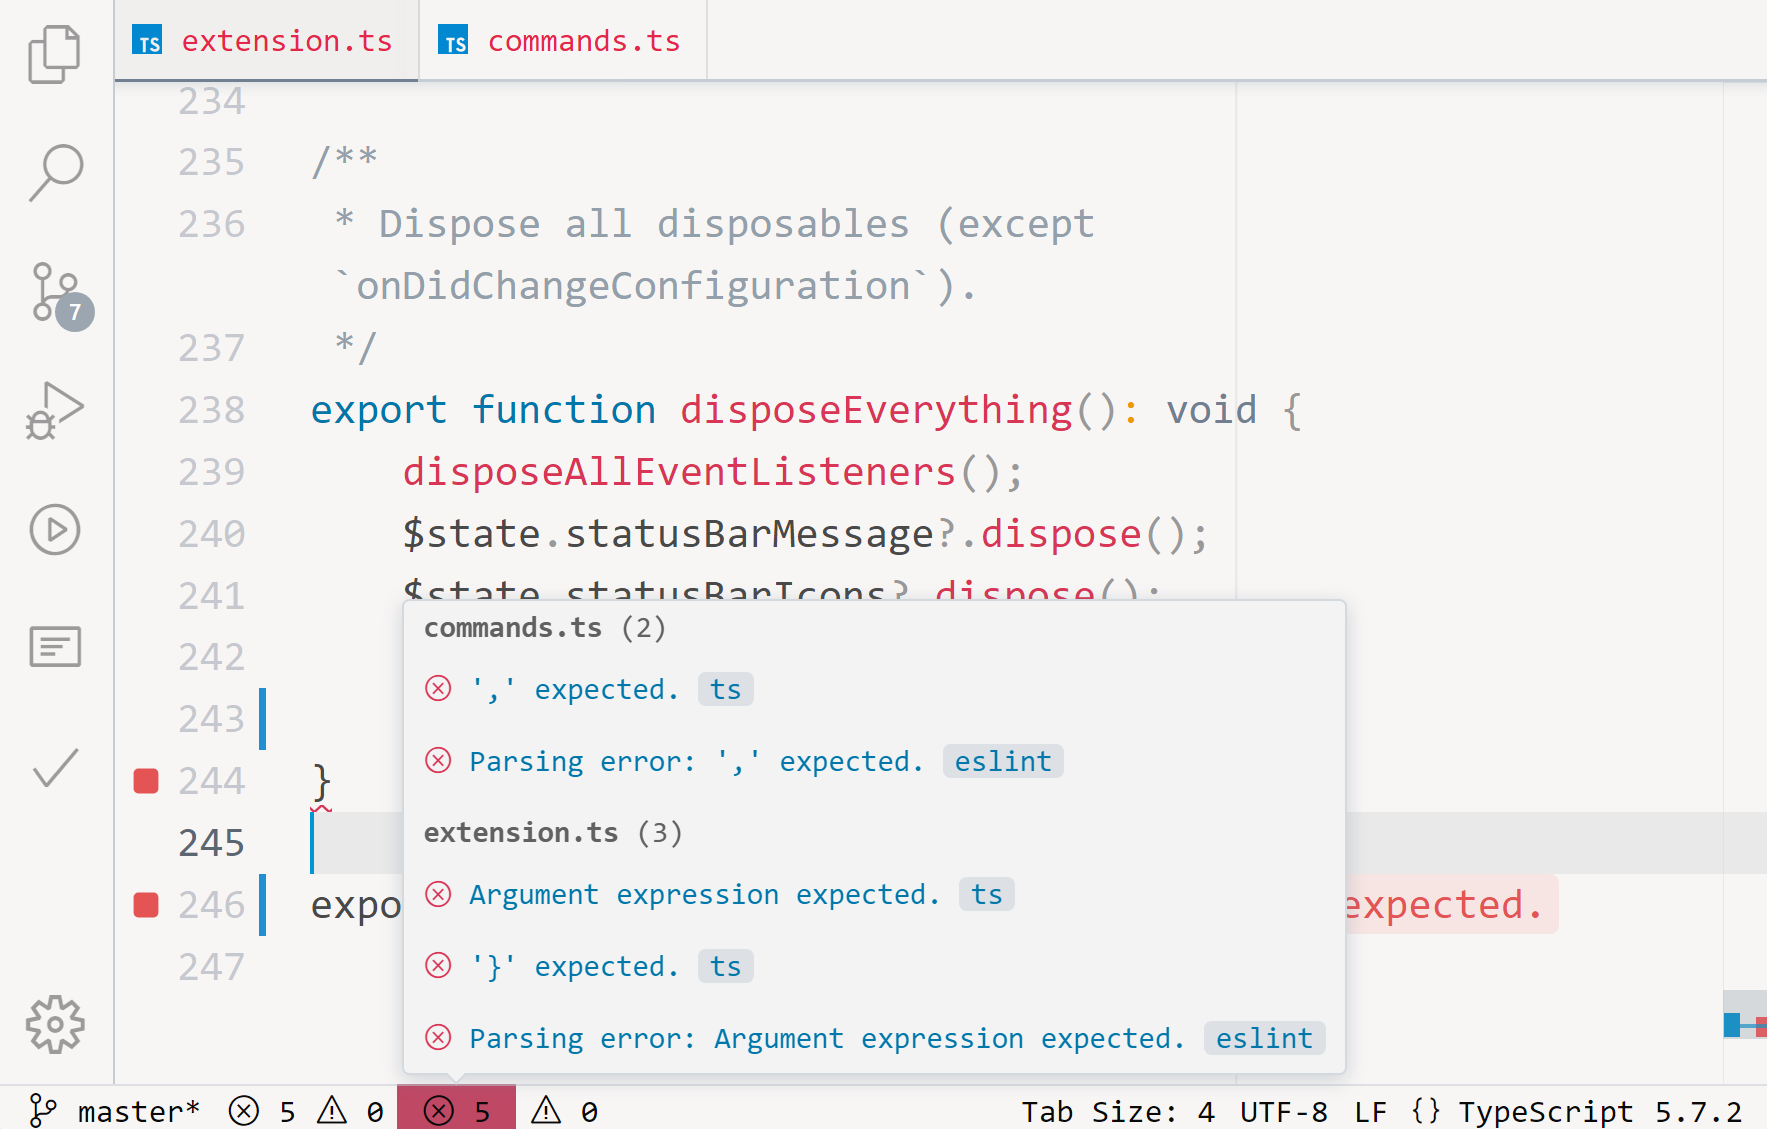 TS extension.ts
TS commands.ts
234
235 /**
236 * Dispose all disposables (except
`onDidChangeConfiguration`).
237 */
238 export function disposeEverything(): void {
239 disposeAllEventListeners();
240 $state.statusBarMessage?.dispose();
241 $state.statusBarIcons?.dispose();
242
243
244 }
245
246 expo
expected.
247
7
commands.ts (2)
',' expected. ts
Parsing error: ',' expected. eslint
extension.ts (3)
Argument expression expected. ts
'}' expected. ts
Parsing error: Argument expression expected. eslint
master* 5 0 5 0 Tab Size: 4 UTF-8 LF {} TypeScript 5.7.2